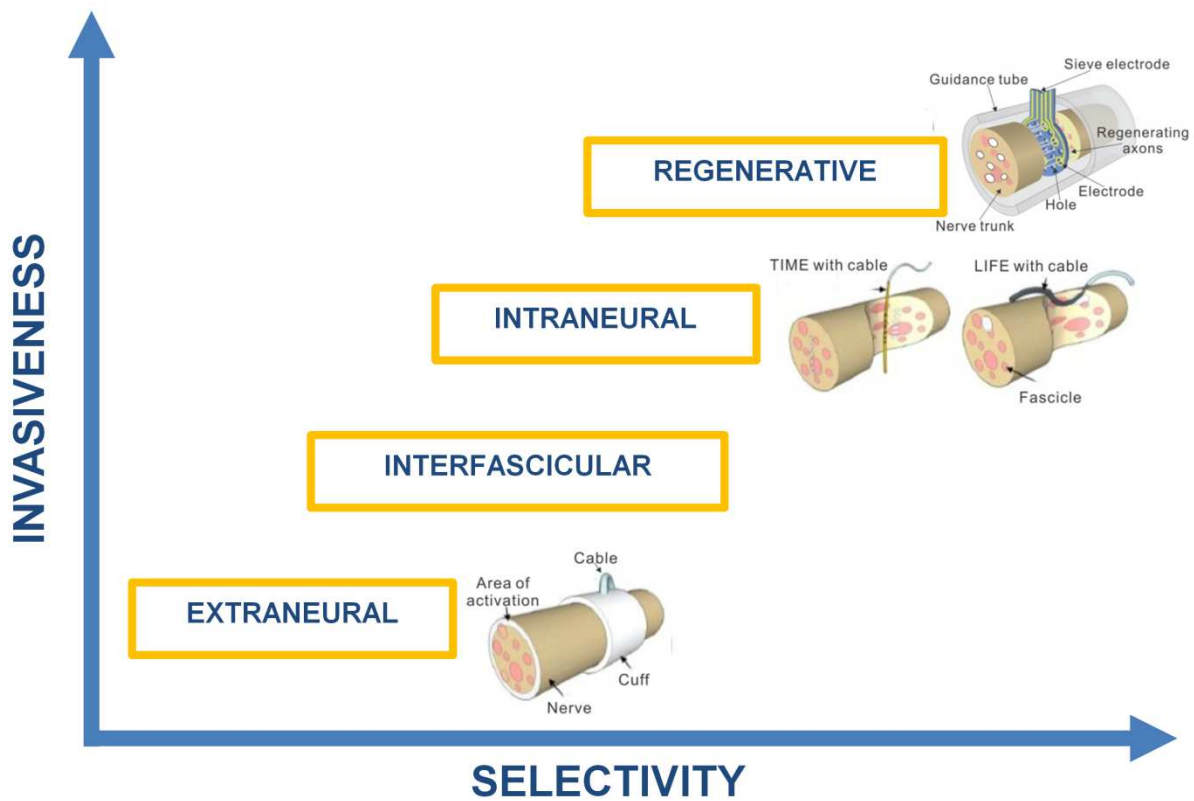 Sieve electrode
Guidance tube
REGENERATIVE
Regenerating
axons
Electrode
Hole
Nerve trunk
INVASIVENESS
TIME with cable
LIFE with cable
INTRANEURAL
Fascicle
INTERFASCICULAR
Cable
Area of
activation
EXTRANEURAL
Cuff
Nerve
SELECTIVITY